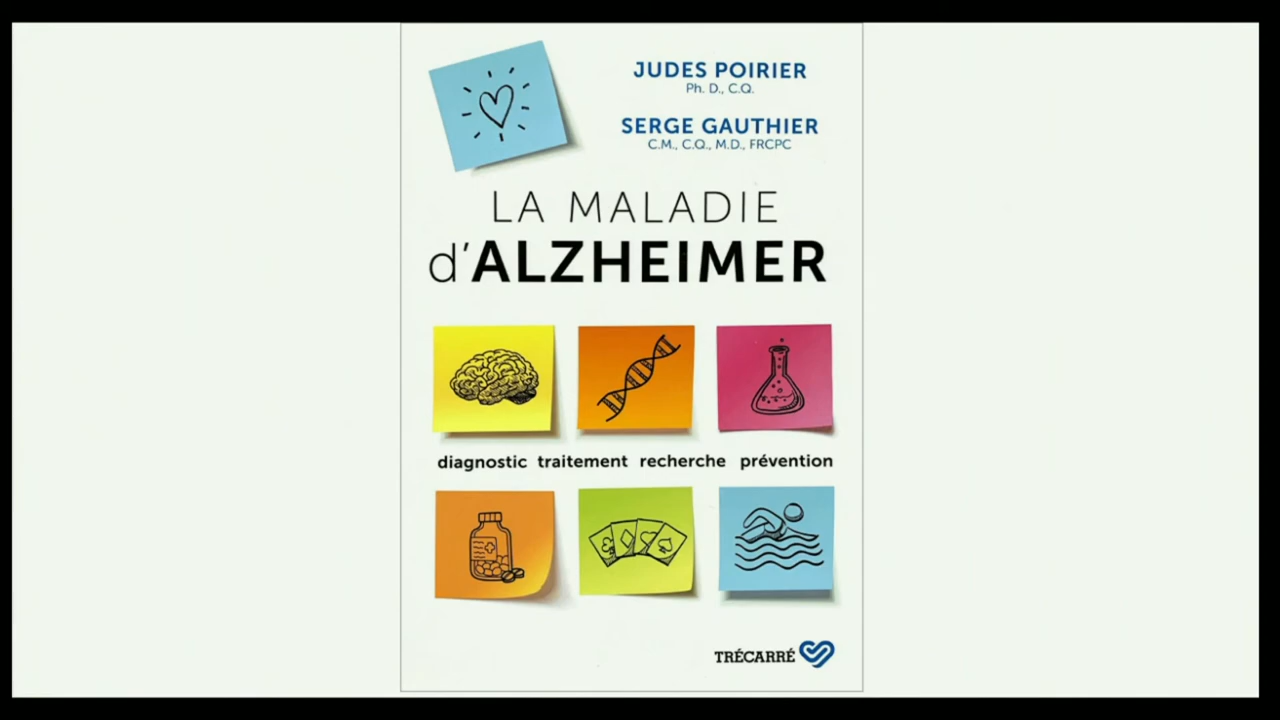 JUDES POIRIER
Ph. D., C.Q.
SERGE GAUTHIER
C.M., C.Q., M.D., FRCPC
LA MALADIE
d'ALZHEIMER
diagnostic traitement recherche prévention
TRÉCARRÉ